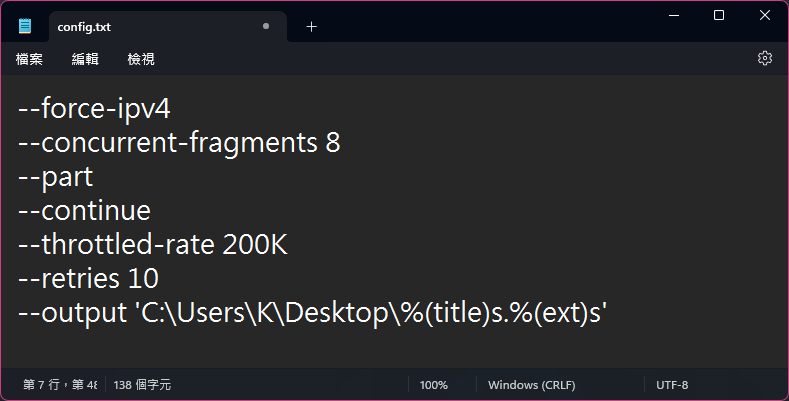 config.txt
檔案 編輯 檢視
--force-ipv4
--concurrent-fragments 8
--part
--continue
--throttled-rate 200K
--retries 10
--output 'C:\Users\K\Desktop\%(title)s.%(ext)s'
第 7 行，第 48 138 個字元 100% Windows (CRLF) UTF-8